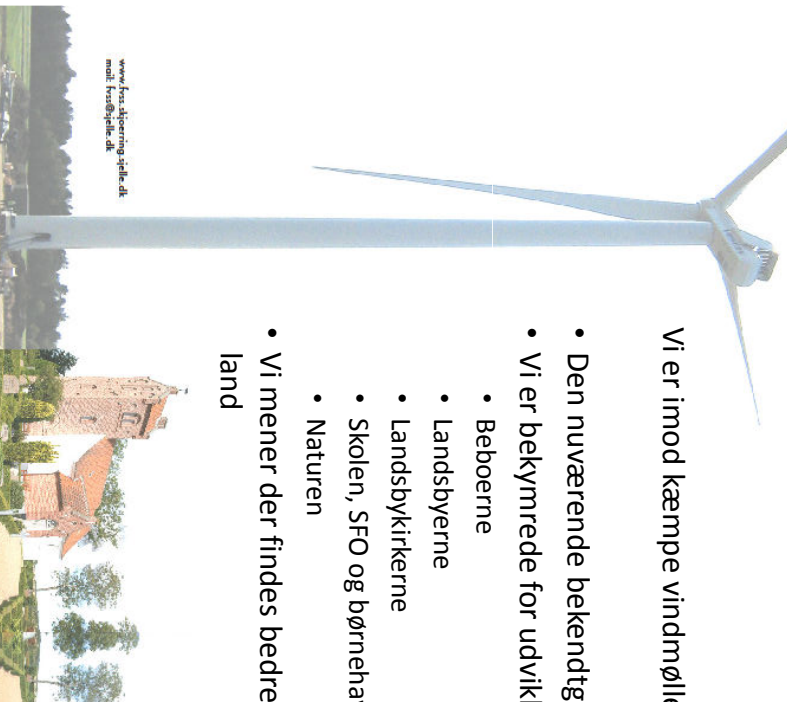 Vi er imod kæmpe vindmølle
• Den nuværende bekendtg
• Vi er bekymrede for udvikl
• Beboerne
• Landsbyerne
• Landsbykirkerne
• Skolen, SFO og børnehav
• Naturen
• Vi mener der findes bedre
land
www.fvss.skjoerring.sjelle.dk
mail: fvss@sjelle.dk